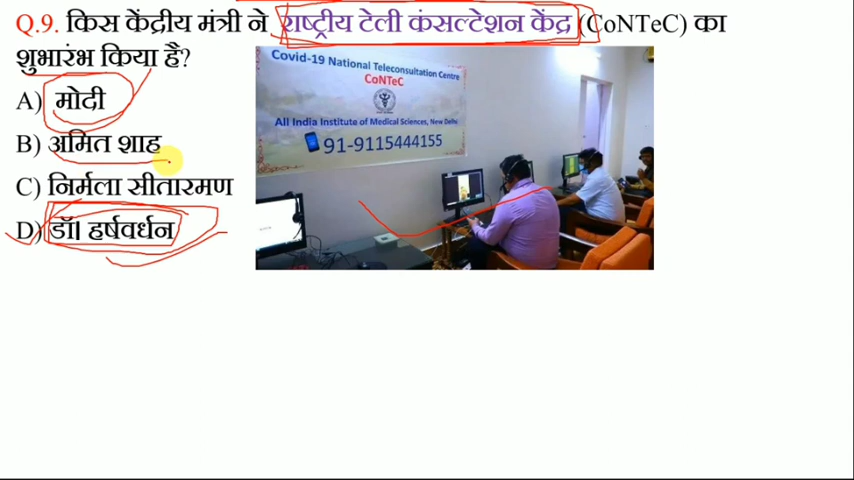 Q.9. किस केंद्रीय मंत्री ने राष्ट्रीय टेली कंसल्टेशन केंद्र (CoNTeC) का
शुभारंभ किया है?
A) मोदी
B) अमित शाह
C) निर्मला सीतारमण
D) डॉ। हर्षवर्धन
Covid-19 National Teleconsultation Centre
CoNTeC
All India Institute of Medical Sciences, New Delhi
91-9115444155